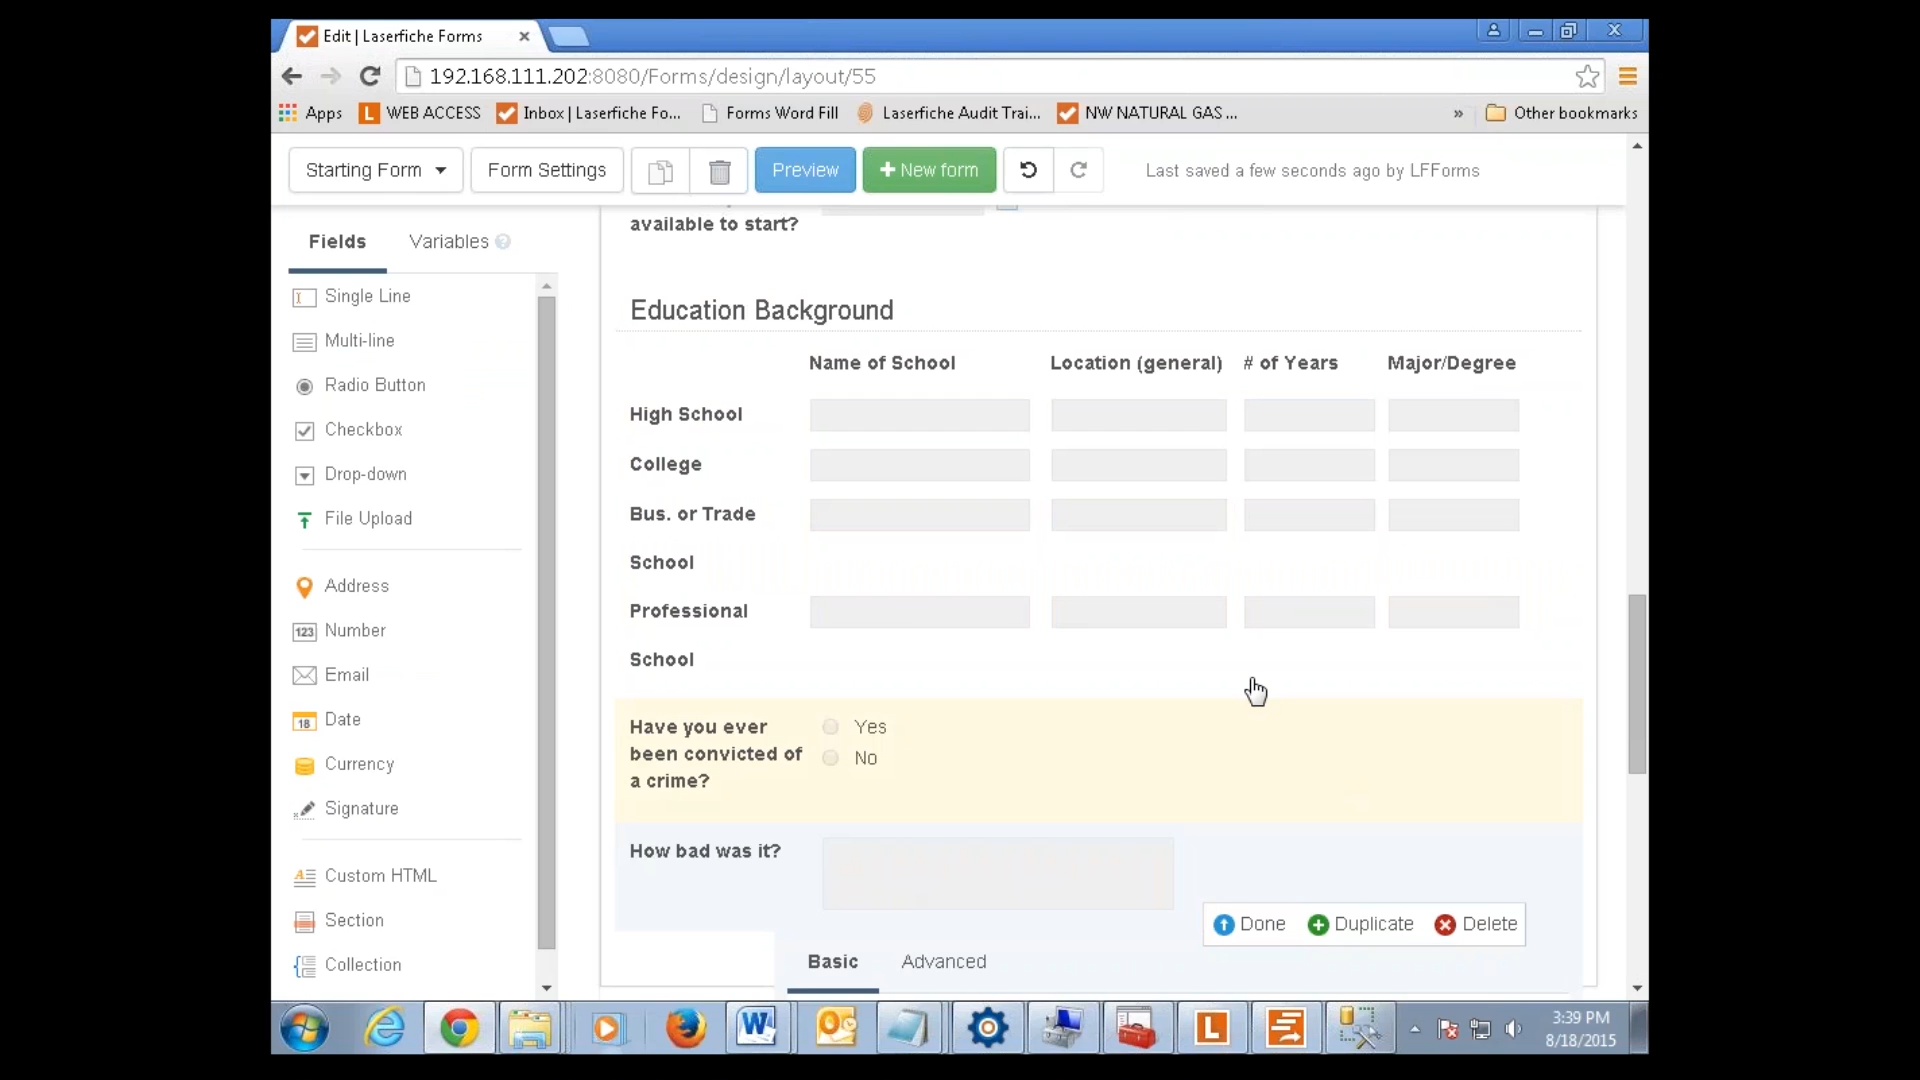 Edit | Laserfiche Forms
192.168.111.202:8080/Forms/design/layout/55
Apps WEB ACCESS Inbox | Laserfiche Fo... Forms Word Fill Laserfiche Audit Trai... NW NATURAL GAS ... » Other bookmarks
Starting Form Form Settings Preview New form Last saved a few seconds ago by LFForms
Fields Variables
Single Line
Multi-line
Radio Button
Checkbox
Drop-down
File Upload
Address
123 Number
Email
18 Date
Currency
Signature
Custom HTML
Section
Collection
available to start?
Education Background
Name of School Location (general) # of Years Major/Degree
High School
College
Bus. or Trade
School
Professional
School
Have you ever
been convicted of
a crime?
Yes
No
How bad was it?
Done Duplicate Delete
Basic Advanced
3:39 PM
8/18/2015